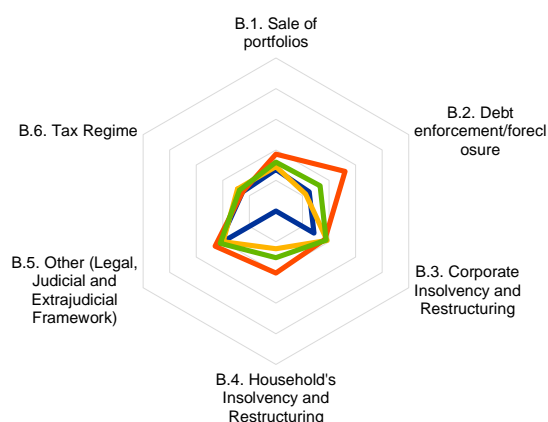 B.1. Sale of
portfolios
B.2. Debt
enforcement/forecl
osure
B.3. Corporate
Insolvency and
Restructuring
B.4. Household's
Insolvency and
Restructuring
B.5. Other (Legal,
Judicial and
Extrajudicial
Framework)
B.6. Tax Regime